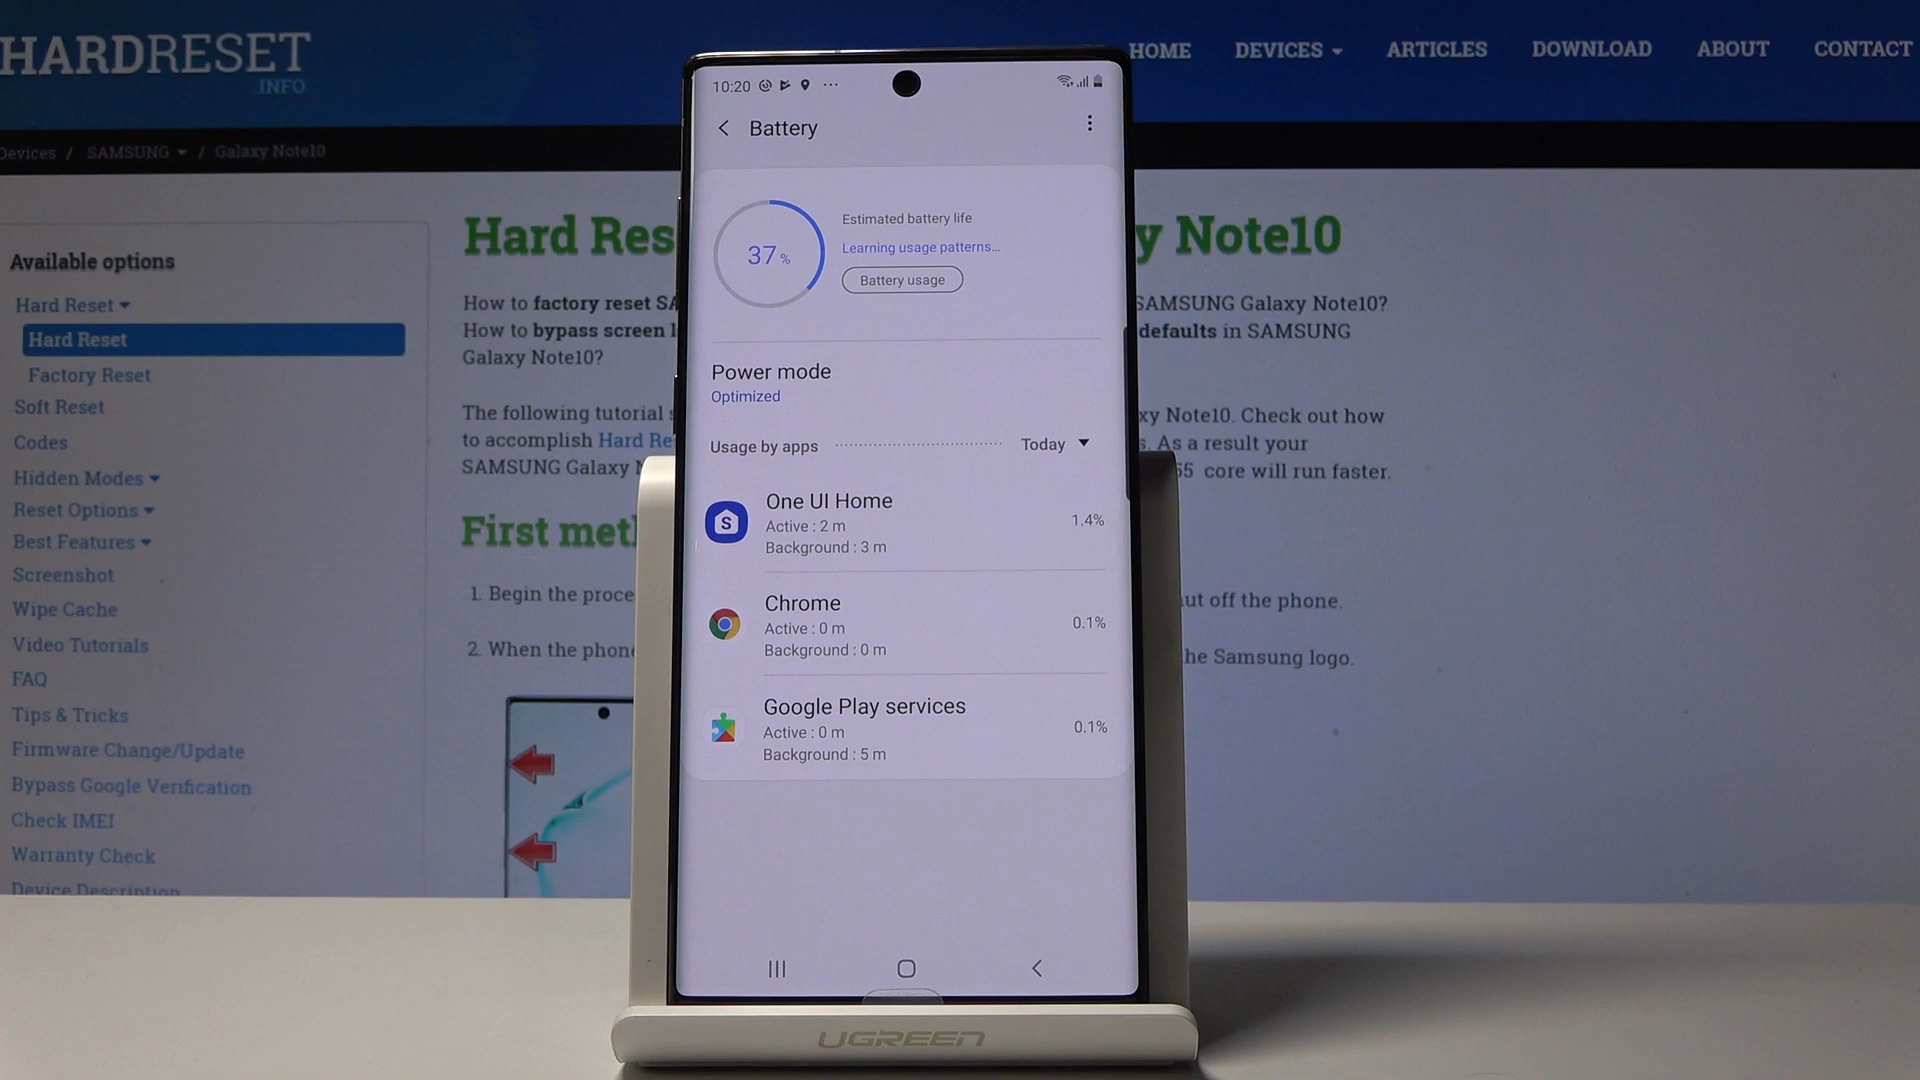 HARDRESET
.INFO
HOME DEVICES ARTICLES DOWNLOAD ABOUT CONTACT
Devices / SAMSUNG / Galaxy Note10
Available options
Hard Reset
Hard Reset
Factory Reset
Soft Reset
Codes
Hidden Modes
Reset Options
Best Features
Screenshot
Wipe Cache
Video Tutorials
FAQ
Tips & Tricks
Firmware Change/Update
Bypass Google Verification
Check IMEI
Warranty Check
Device Description
Hard Res
y Note10
How to factory reset SA
SAMSUNG Galaxy Note10?
How to bypass screen l
defaults in SAMSUNG
Galaxy Note10?
The following tutorial s
xy Note10. Check out how
to accomplish Hard Re
s. As a result your
SAMSUNG Galaxy N
55 core will run faster.
First met
1. Begin the proce
ut off the phone.
2. When the phone
he Samsung logo.
10:20
Battery
37 %
Estimated battery life
Learning usage patterns...
Battery usage
Power mode
Optimized
Usage by apps Today
S
One UI Home
Active : 2 m
Background : 3 m
1.4%
Chrome
Active : 0 m
Background : 0 m
0.1%
Google Play services
Active : 0 m
Background : 5 m
0.1%
UGREEN